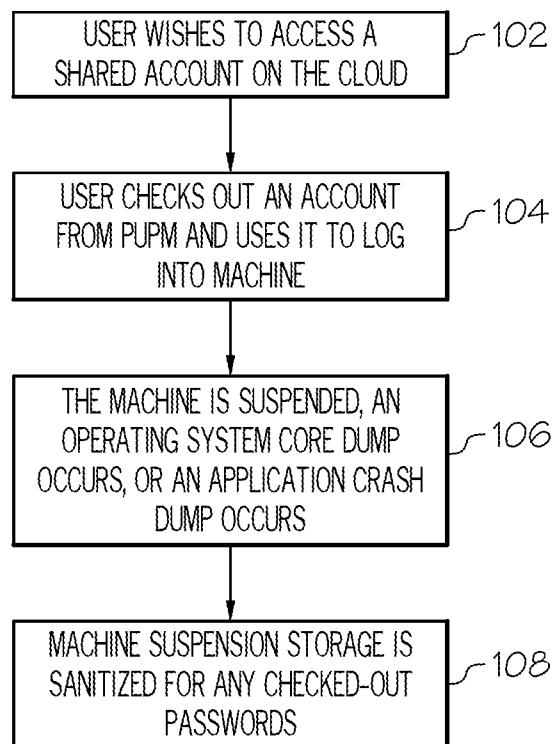 USER WISHES TO ACCESS A
SHARED ACCOUNT ON THE CLOUD
102
USER CHECKS OUT AN ACCOUNT
FROM PUPM AND USES IT TO LOG
INTO MACHINE
104
THE MACHINE IS SUSPENDED, AN
OPERATING SYSTEM CORE DUMP
OCCURS, OR AN APPLICATION CRASH
DUMP OCCURS
106
MACHINE SUSPENSION STORAGE IS
SANITIZED FOR ANY CHECKED-OUT
PASSWORDS
108